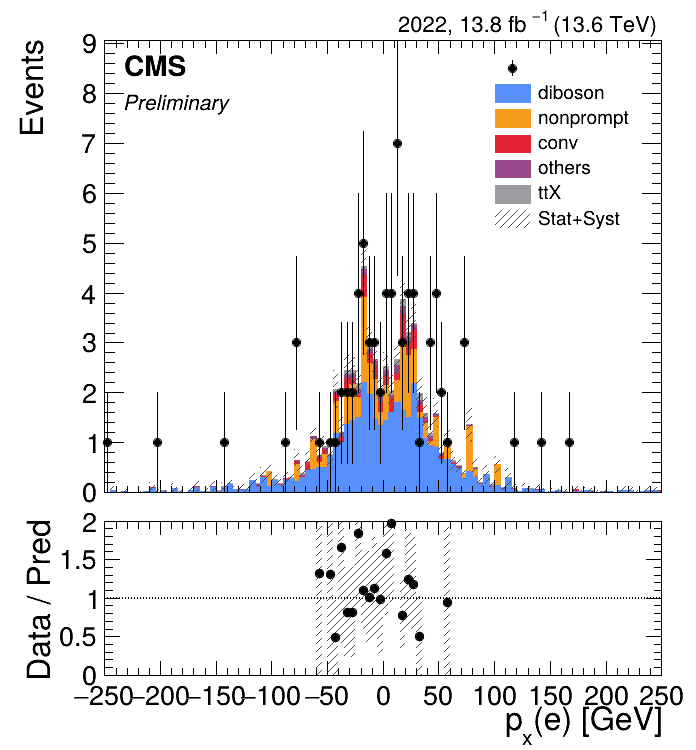 2022, 13.8 fb⁻¹ (13.6 TeV)
CMS
Preliminary
Events
9
8
7
6
5
4
3
2
1
0
diboson
nonprompt
conv
others
ttX
Stat+Syst
Data / Pred
2
1.5
1
0.5
0
−250 −200 −150 −100 −50 0 50 100 150 200 250
pₓ(e) [GeV]